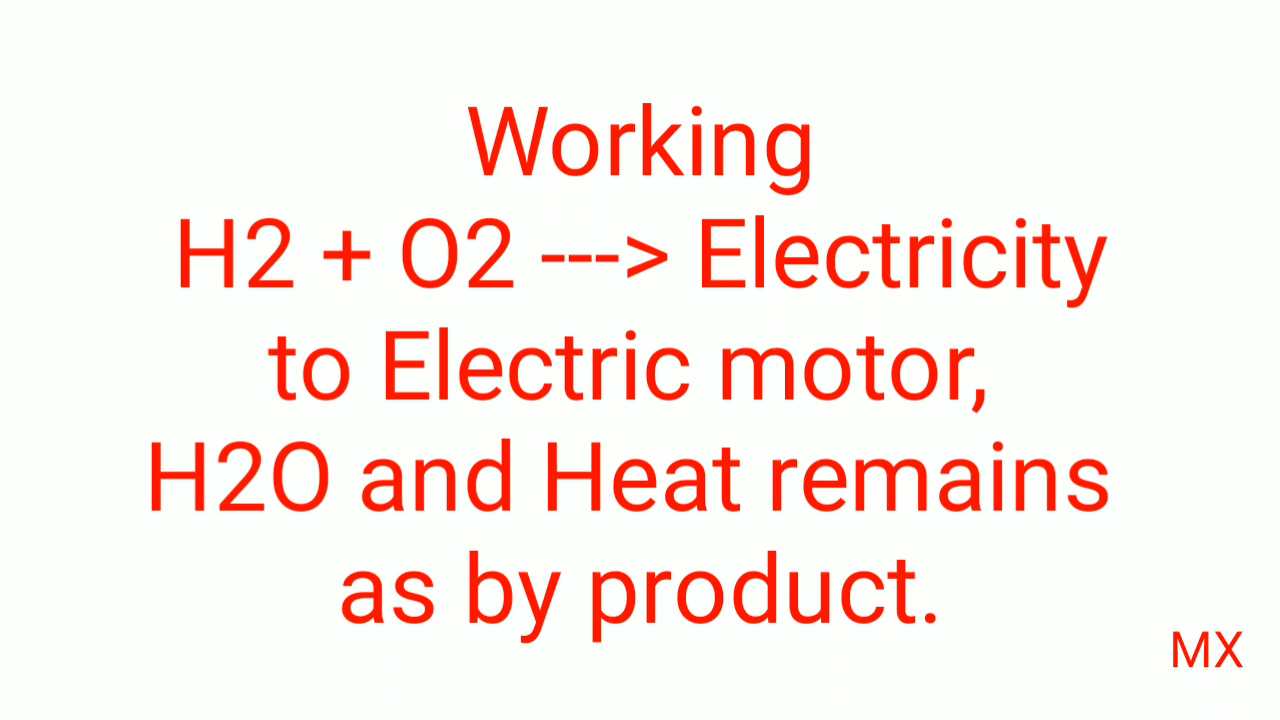 Working
H2 + O2 ---> Electricity
to Electric motor,
H2O and Heat remains
as by product.
MX